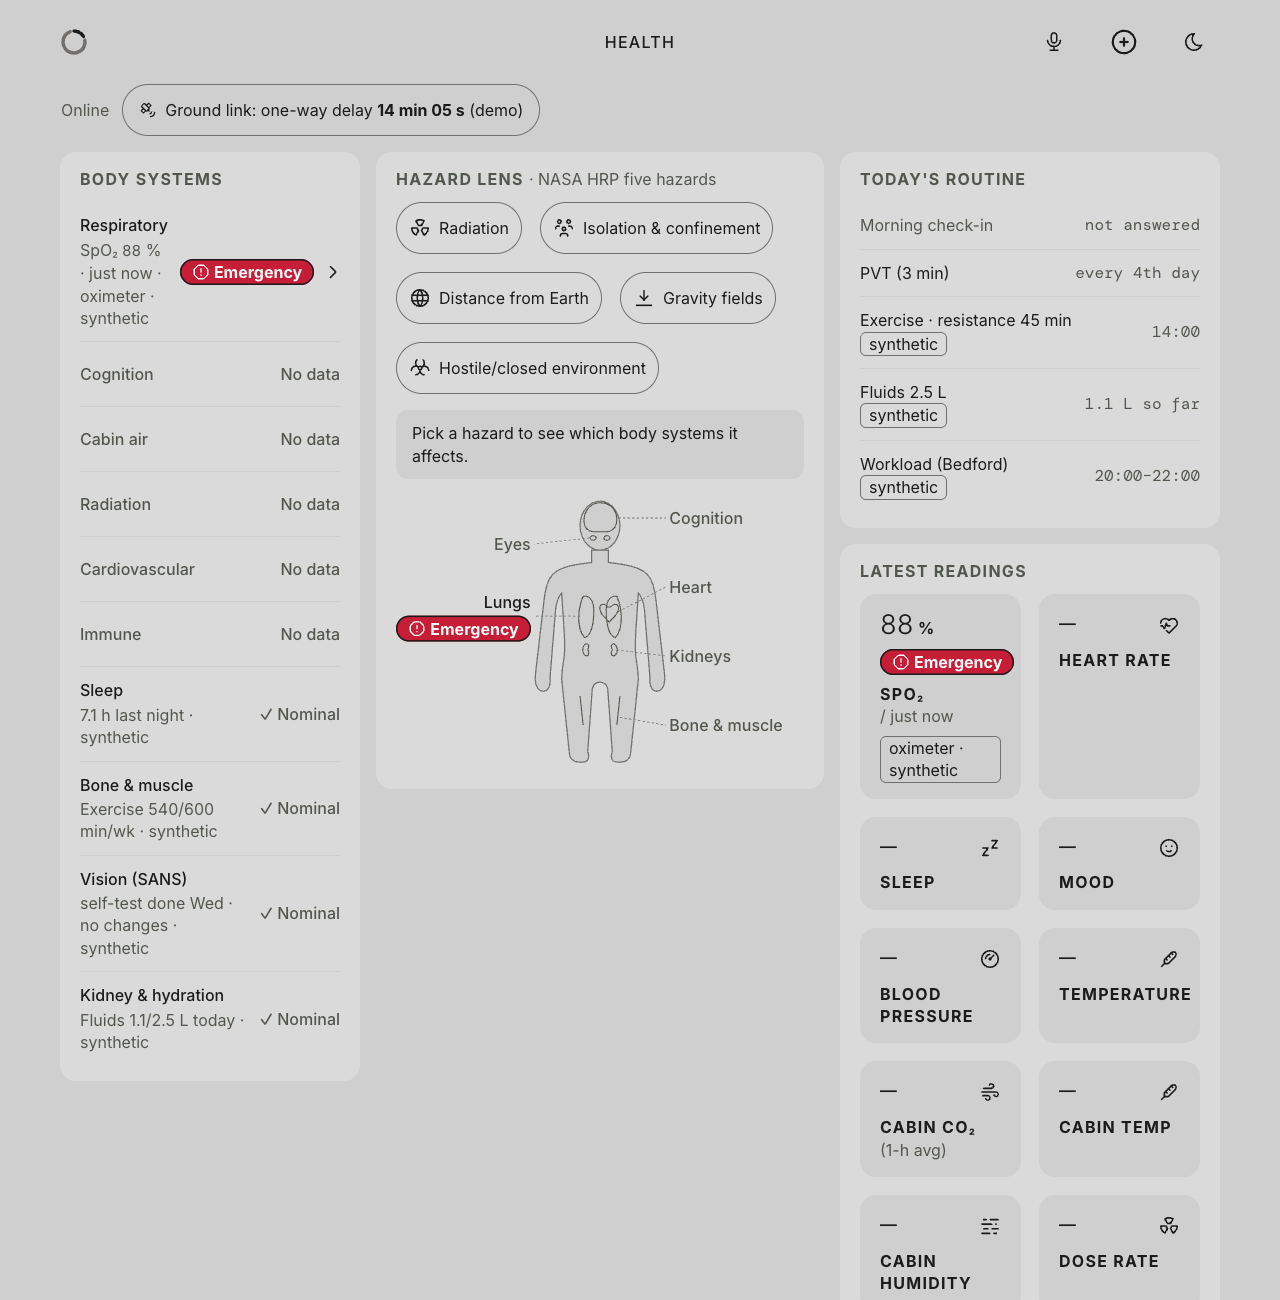 HEALTH
Online
Ground link: one-way delay 14 min 05 s (demo)
BODY SYSTEMS
Respiratory
SpO₂ 88 %
· just now ·
oximeter ·
synthetic
Emergency
Cognition
No data
Cabin air
No data
Radiation
No data
Cardiovascular
No data
Immune
No data
Sleep
7.1 h last night ·
synthetic
Nominal
Bone & muscle
Exercise 540/600
min/wk · synthetic
Nominal
Vision (SANS)
self-test done Wed ·
no changes ·
synthetic
Nominal
Kidney & hydration
Fluids 1.1/2.5 L today ·
synthetic
Nominal
HAZARD LENS · NASA HRP five hazards
Radiation
Isolation & confinement
Distance from Earth
Gravity fields
Hostile/closed environment
Pick a hazard to see which body systems it
affects.
Cognition
Eyes
Heart
Lungs
Emergency
Kidneys
Bone & muscle
TODAY'S ROUTINE
Morning check-in
not answered
PVT (3 min)
every 4th day
Exercise · resistance 45 min
synthetic
14:00
Fluids 2.5 L
synthetic
1.1 L so far
Workload (Bedford)
synthetic
20:00–22:00
LATEST READINGS
88 %
Emergency
SPO₂
/ just now
oximeter ·
synthetic
—
HEART RATE
—
SLEEP
—
MOOD
—
BLOOD
PRESSURE
—
TEMPERATURE
—
CABIN CO₂
(1-h avg)
—
CABIN TEMP
—
CABIN
HUMIDITY
—
DOSE RATE